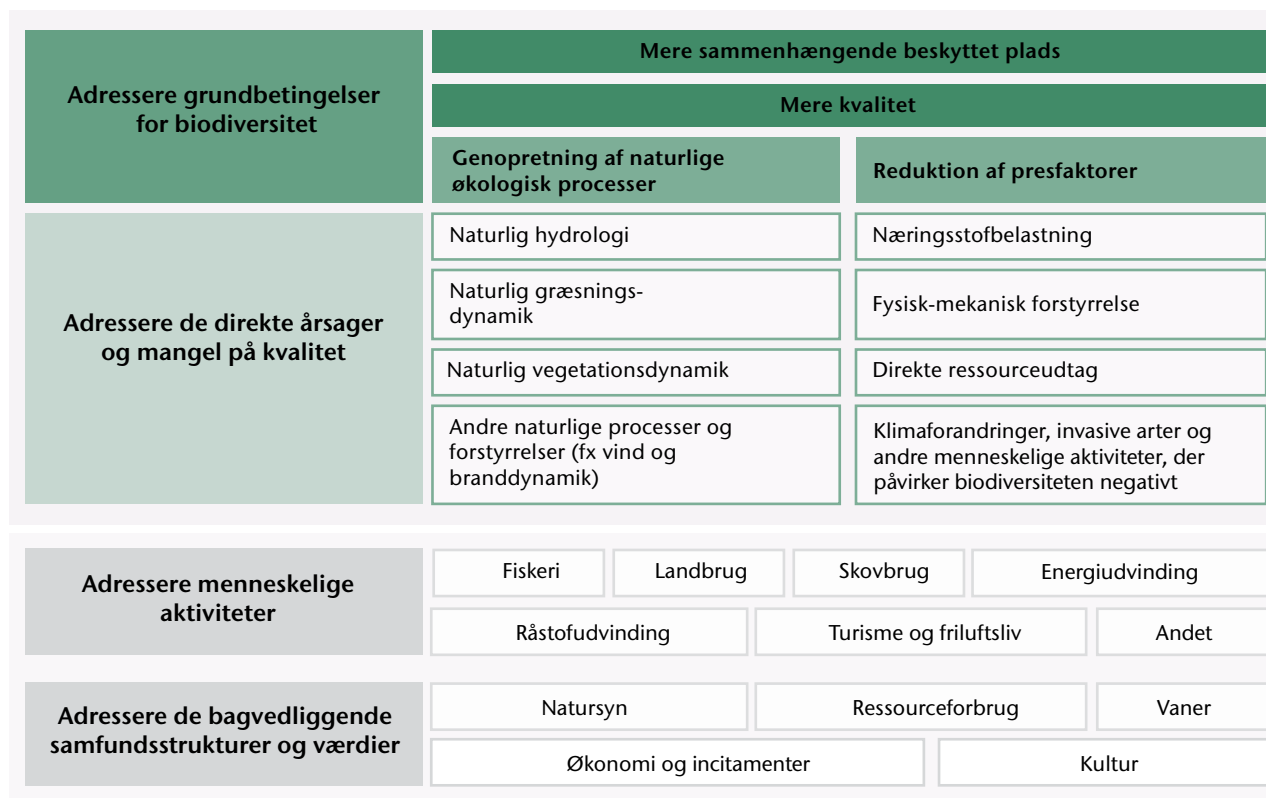 Adressere grundbetingelser
for biodiversitet
Mere sammenhængende beskyttet plads
Mere kvalitet
Genopretning af naturlige
økologisk processer
Reduktion af presfaktorer
Adressere de direkte årsager
og mangel på kvalitet
Naturlig hydrologi
Næringsstofbelastning
Naturlig græsnings-
dynamik
Fysisk-mekanisk forstyrrelse
Naturlig vegetationsdynamik
Direkte ressourceudtag
Andre naturlige processer og
forstyrrelser (fx vind og
branddynamik)
Klimaforandringer, invasive arter og
andre menneskelige aktiviteter, der
påvirker biodiversiteten negativt
Adressere menneskelige
aktiviteter
Fiskeri
Landbrug
Skovbrug
Energiudvinding
Råstofudvinding
Turisme og friluftsliv
Andet
Adressere de bagvedliggende
samfundsstrukturer og værdier
Natursyn
Ressourceforbrug
Vaner
Økonomi og incitamenter
Kultur